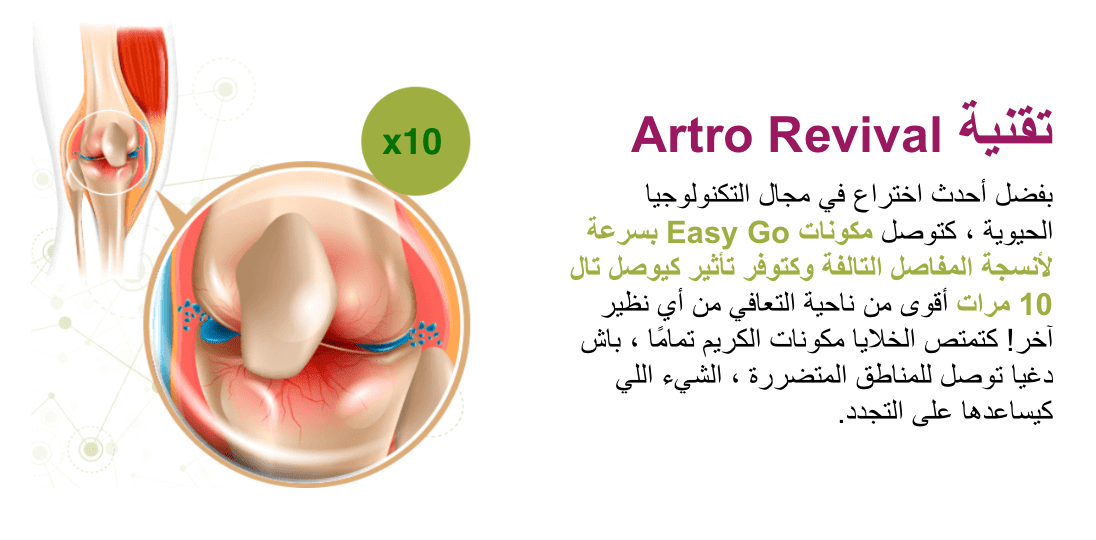 x10
تقنية Artro Revival
بفضل أحدث اختراع في مجال التكنولوجيا
الحيوية ، كتوصل مكونات Easy Go بسرعة
لأنسجة المفاصل التالفة وكتوفر تأثير كيوصل تال
10 مرات أقوى من ناحية التعافي من أي نظير
آخر! كتمتص الخلايا مكونات الكريم تمامًا ، باش
دغيا توصل للمناطق المتضررة ، الشيء اللي
كيساعدها على التجدد.